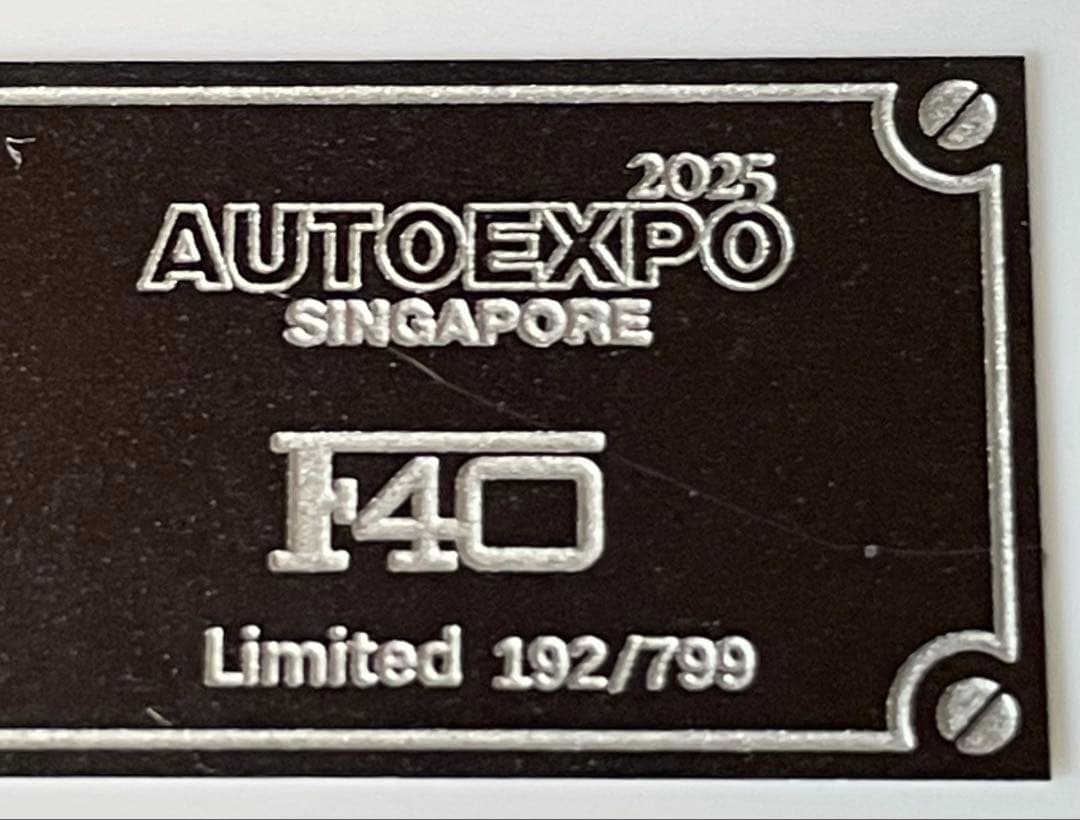 2025
AUTOEXPO
SINGAPORE
F40
Limited 192/799